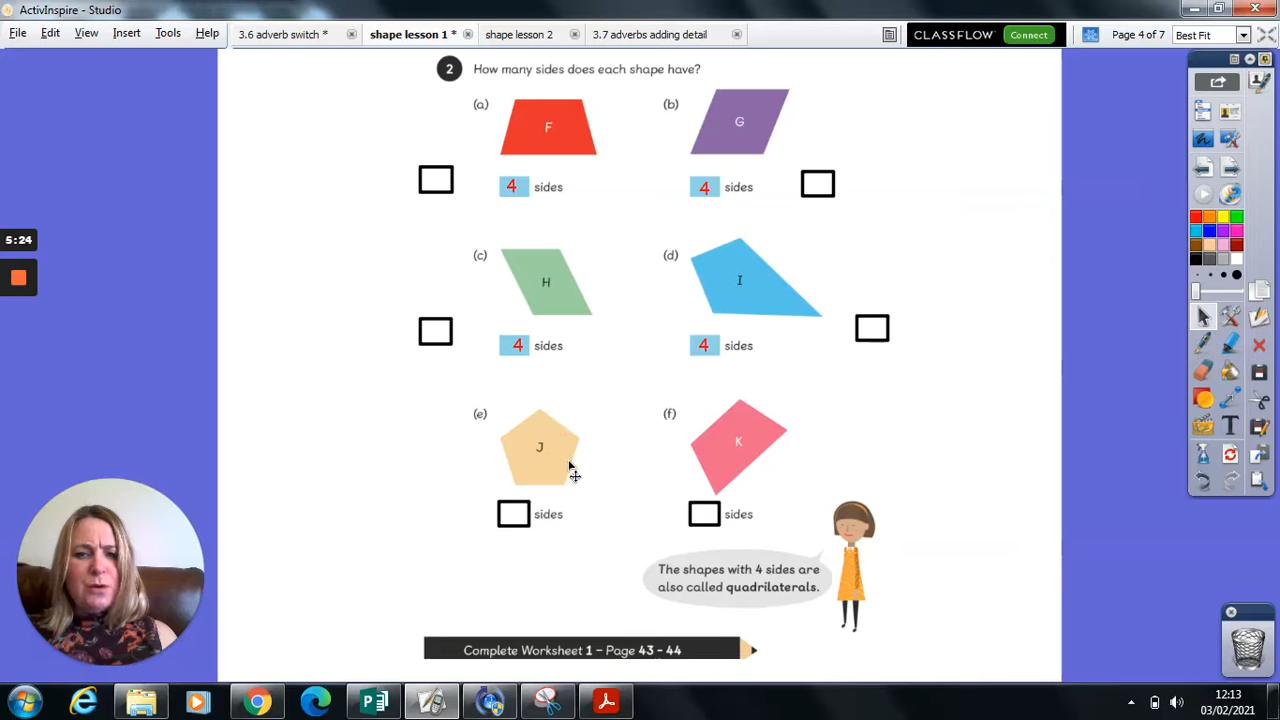 ActivInspire - Studio
File Edit View Insert Tools Help
3.6 adverb switch * shape lesson 1 * shape lesson 2 3.7 adverbs adding detail
CLASSFLOW Connect
Page 4 of 7 Best Fit
2 How many sides does each shape have?
(a) F (b) G
4 sides 4 sides
5:24
(c) H (d) I
4 sides 4 sides
(e) J (f) K
sides sides
The shapes with 4 sides are
also called quadrilaterals.
Complete Worksheet 1 – Page 43 - 44
12:13
03/02/2021